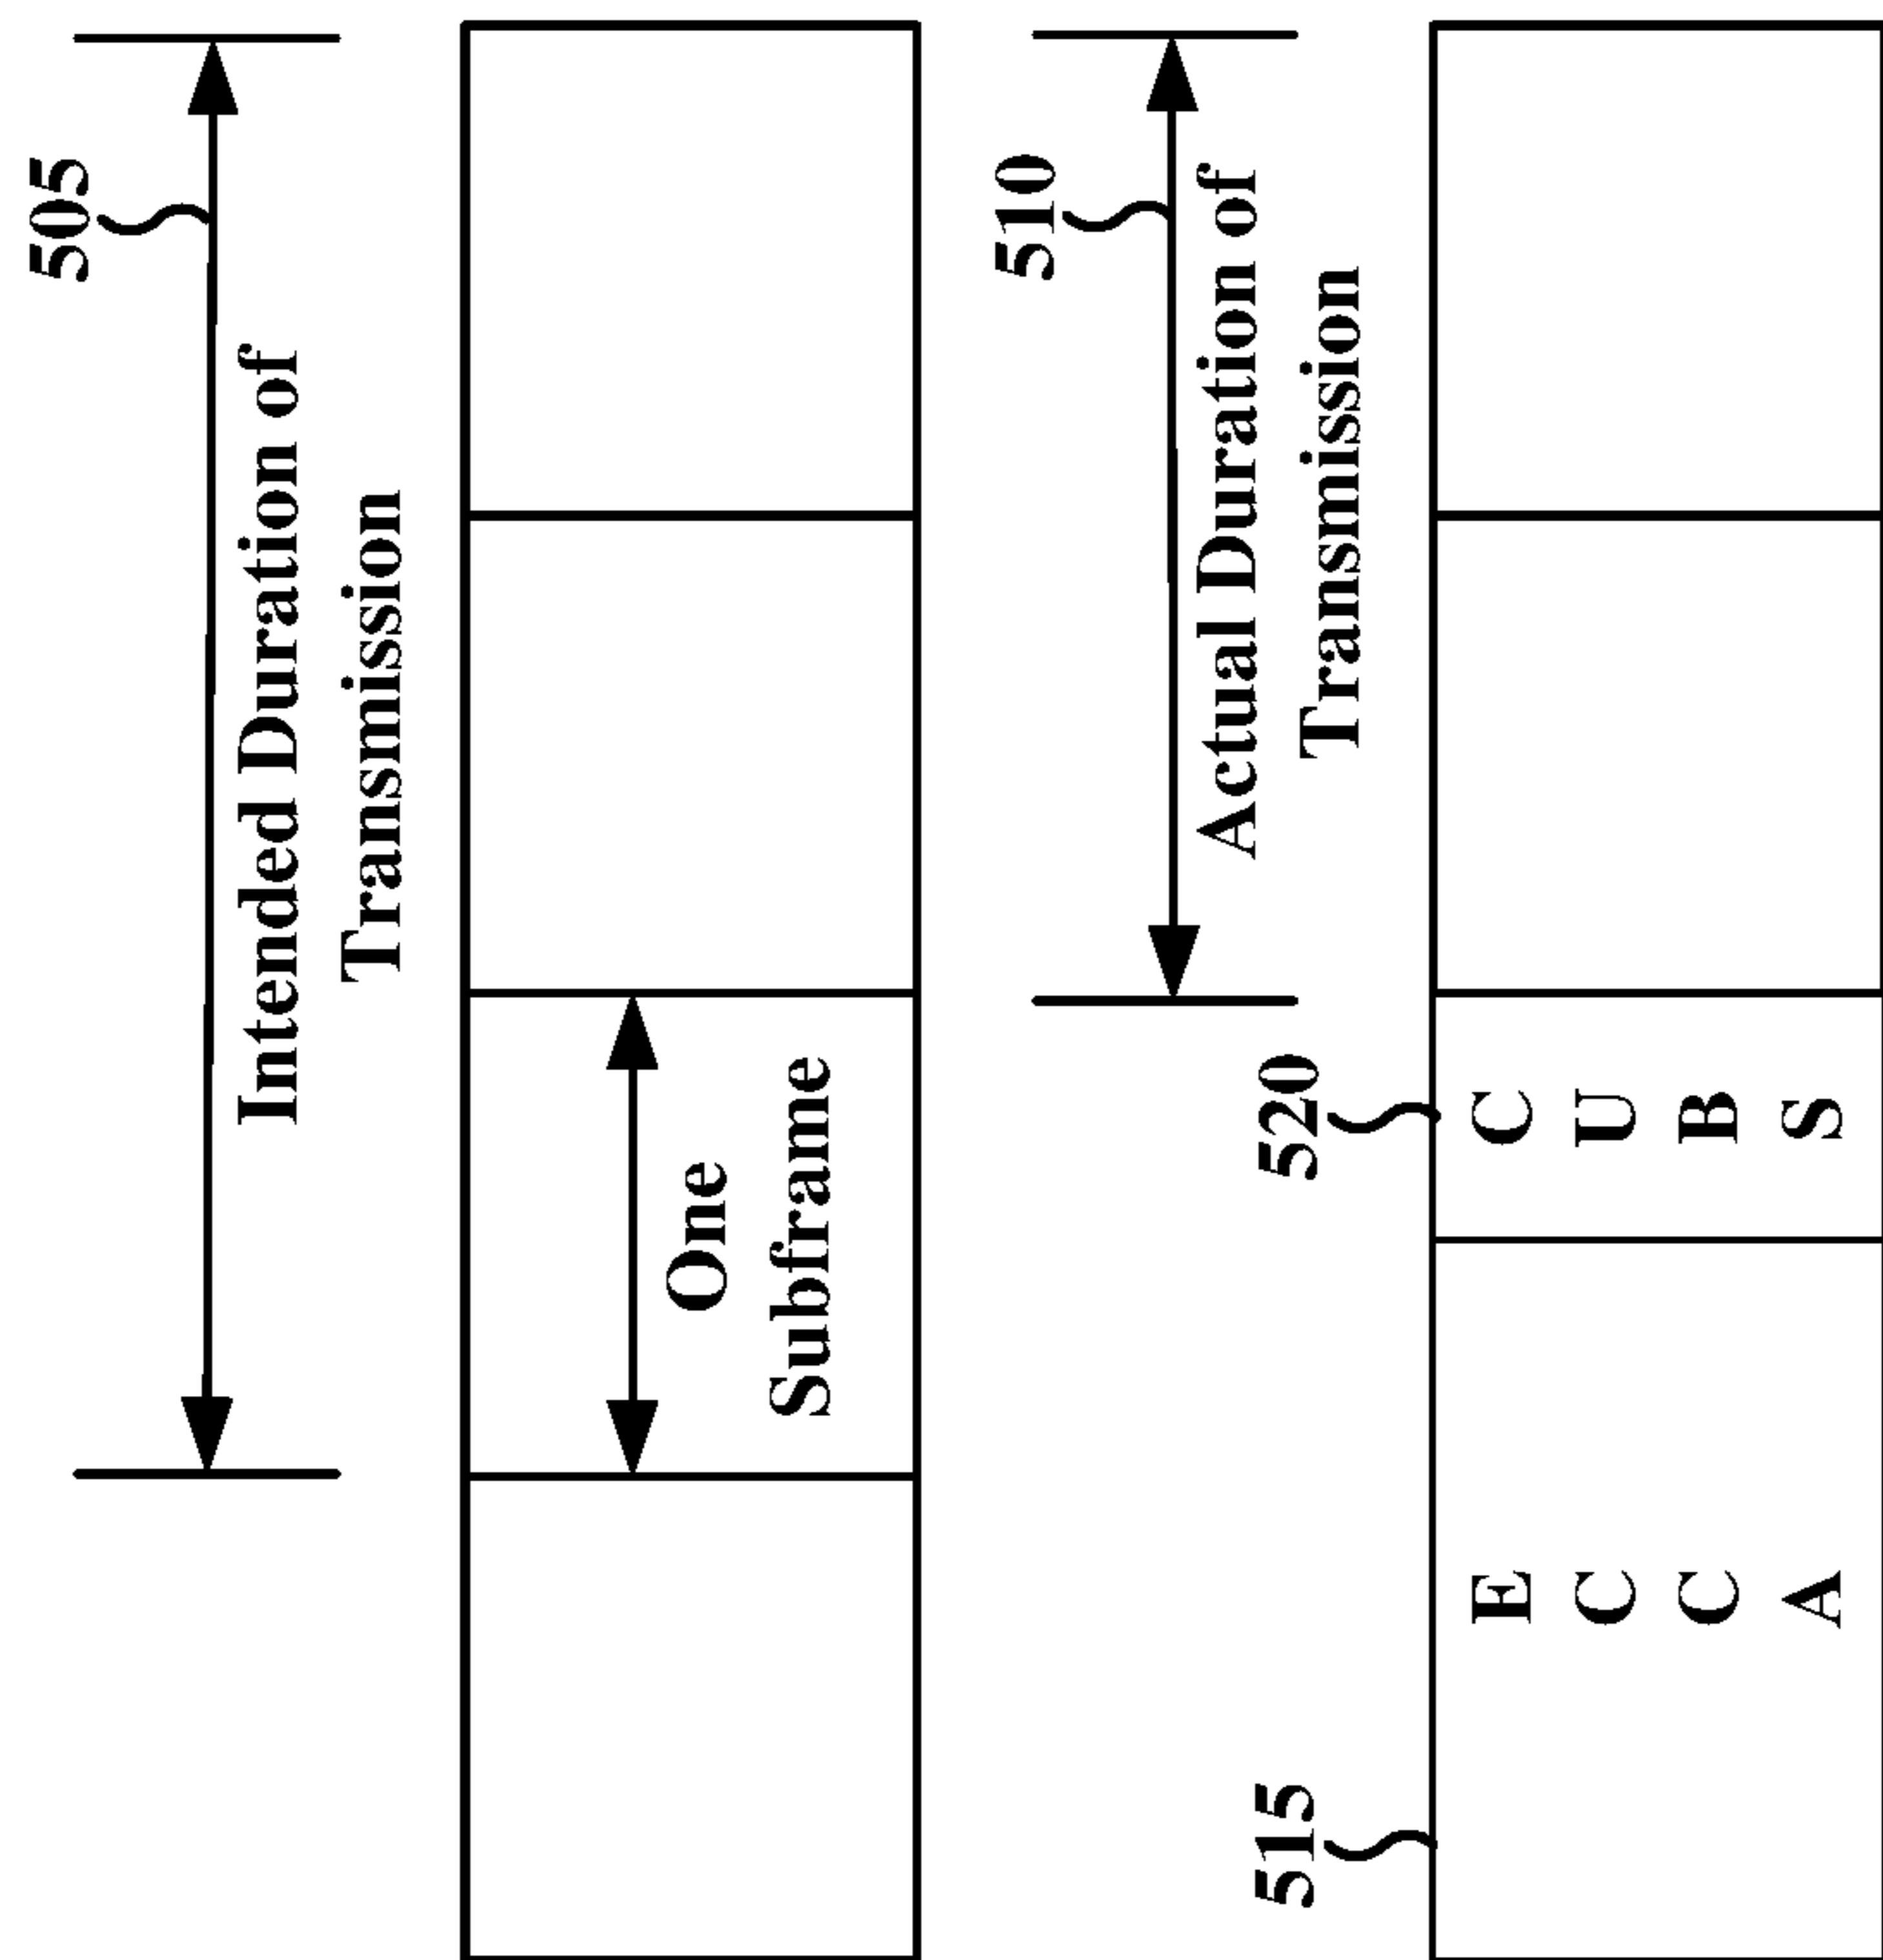 505
Intended Duration of
Transmission
One
Subframe
510
Actual Duration of
Transmission
515
520
E
C
C
A
C
U
B
S